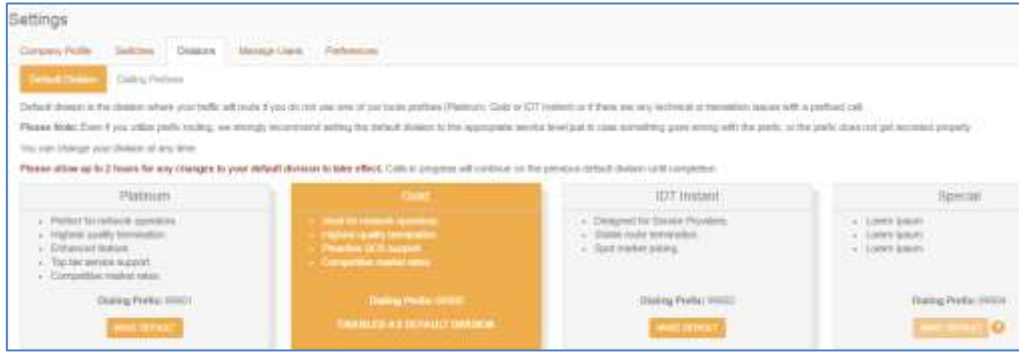 Settings
Company Profile Switches Divisions Manage Users Preferences
Default Division Dialing Prefixes
Default division is the division where your traffic will route if you do not use one of our route prefixes (Platinum, Gold or IDT Instant) or if there are any technical or translation issues with a prefixed call.
Please Note: Even if you utilize prefix routing, we strongly recommend setting the default division to the appropriate service level just in case something goes wrong with the prefix, or the prefix does not get recorded properly.
You can change your division at any time.
Please allow up to 2 hours for any changes to your default division to take effect. Calls in progress will continue on the previous default division until completion.
Platinum Gold IDT Instant Special
Perfect for network operators. Ideal for network operators. Designed for Service Providers. Lorem Ipsum
Highest quality termination. Highest quality termination. Stable route termination. Lorem Ipsum
Enhanced feature. Proactive support. Spot market pricing. Lorem Ipsum
Top tier service support. Competitive market rates.
Competitive market rates.
Dialing Prefix: Dialing Prefix: Dialing Prefix: Dialing Prefix:
MAKE DEFAULT DEFAULT DIVISION MAKE DEFAULT MAKE DEFAULT ?